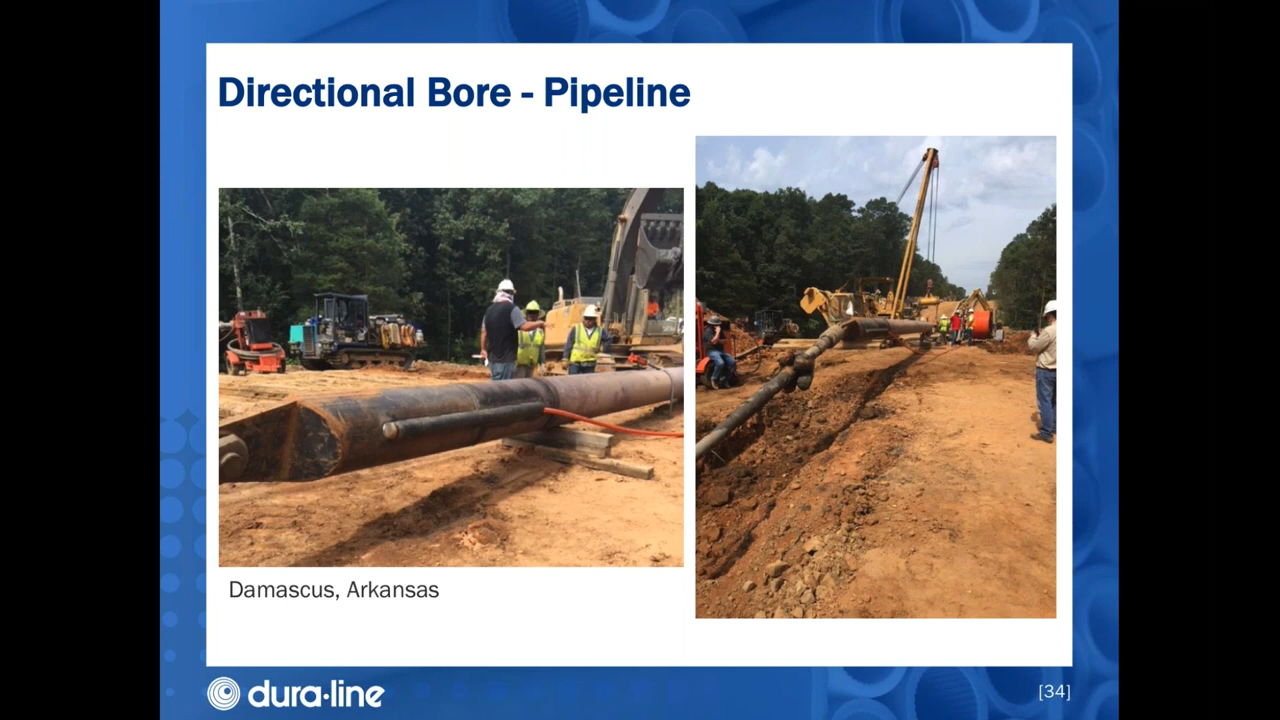 Directional Bore - Pipeline
Damascus, Arkansas
dura·line
[34]